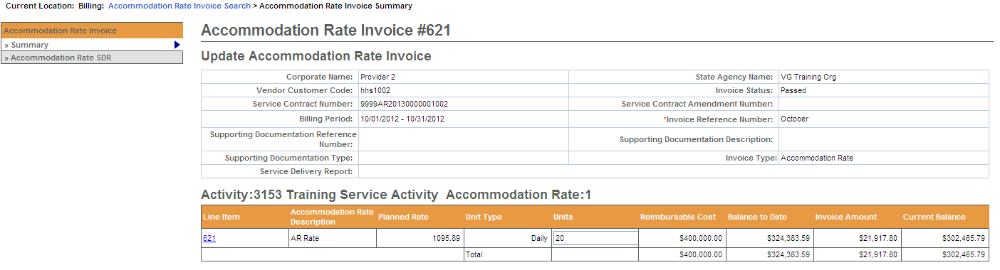 Current Location: Billing: Accommodation Rate Invoice Search > Accommodation Rate Invoice Summary
Accommodation Rate Invoice
» Summary
» Accommodation Rate SDR
Accommodation Rate Invoice #621
Update Accommodation Rate Invoice
Corporate Name: Provider 2 State Agency Name: VG Training Org
Vendor Customer Code: hhs1002 Invoice Status: Passed
Service Contract Number: 9999AR20130000001002 Service Contract Amendment Number:
Billing Period: 10/01/2012 - 10/31/2012 *Invoice Reference Number: October
Supporting Documentation Reference
Number: Supporting Documentation Description:
Supporting Documentation Type: Invoice Type: Accommodation Rate
Service Delivery Report:
Activity:3153 Training Service Activity Accommodation Rate:1
Line Item Accommodation Rate
Description Planned Rate Unit Type Units Reimbursable Cost Balance to Date Invoice Amount Current Balance
621 AR Rate 1095.89 Daily 20 $400,000.00 $324,383.59 $21,917.80 $302,465.79
Total $400,000.00 $324,383.59 $21,917.80 $302,465.79